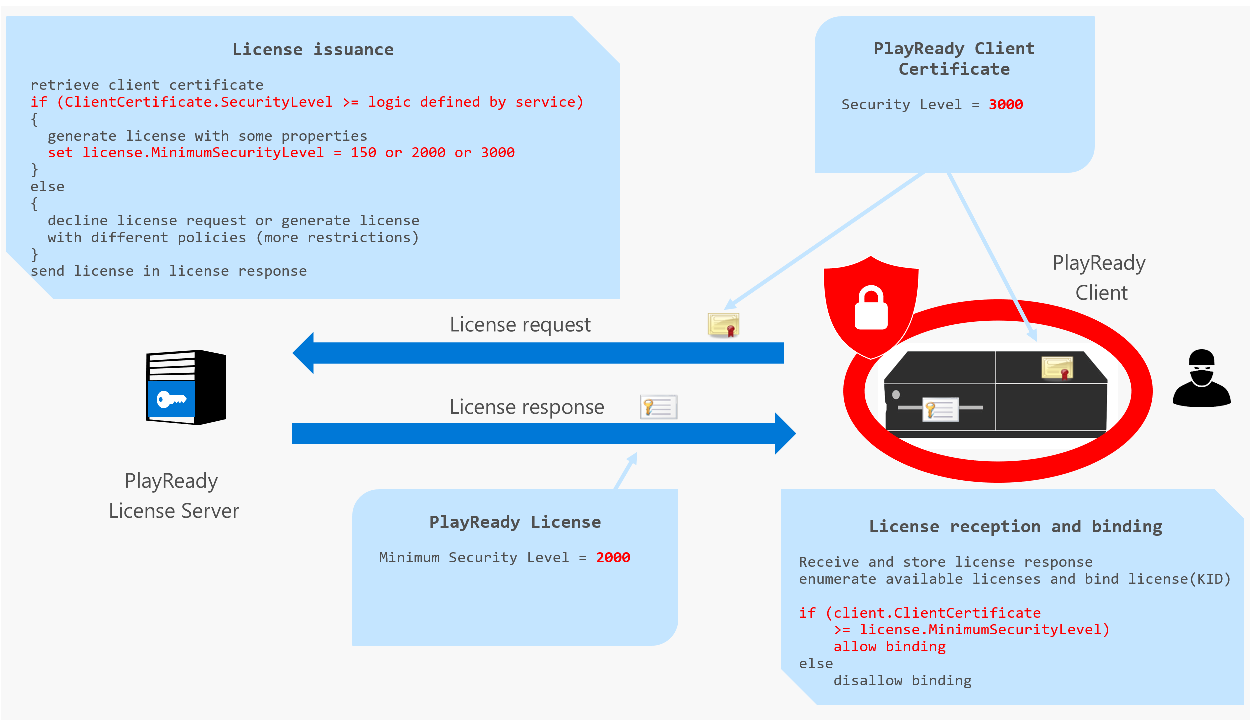 License issuance
retrieve client certificate
if (ClientCertificate.SecurityLevel >= logic defined by service)
{
  generate license with some properties
  set license.MinimumSecurityLevel = 150 or 2000 or 3000
}
else
{
  decline license request or generate license
  with different policies (more restrictions)
}
send license in license response
PlayReady Client
Certificate
Security Level = 3000
PlayReady
Client
License request
License response
PlayReady
License Server
PlayReady License
Minimum Security Level = 2000
License reception and binding
Receive and store license response
enumerate available licenses and bind license(KID)
if (client.ClientCertificate
    >= license.MinimumSecurityLevel)
    allow binding
else
    disallow binding